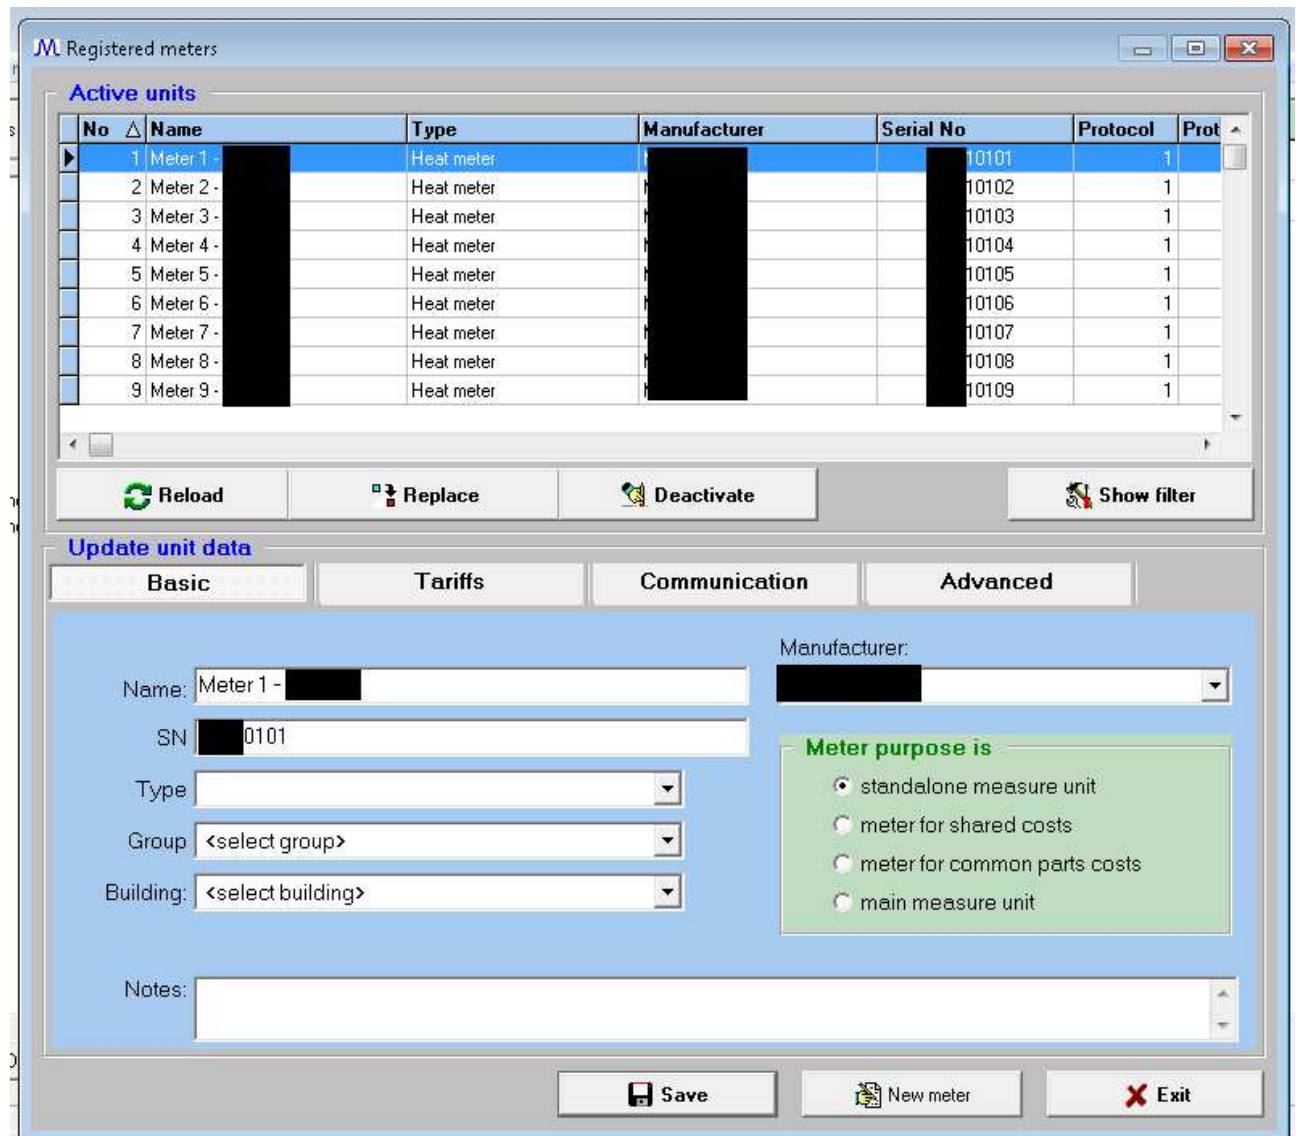 Registered meters
Active units
No Name Type Manufacturer Serial No Protocol Prot
1 Meter 1 - Heat meter 10101 1
2 Meter 2 - Heat meter 10102 1
3 Meter 3 - Heat meter 10103 1
4 Meter 4 - Heat meter 10104 1
5 Meter 5 - Heat meter 10105 1
6 Meter 6 - Heat meter 10106 1
7 Meter 7 - Heat meter 10107 1
8 Meter 8 - Heat meter 10108 1
9 Meter 9 - Heat meter 10109 1
Reload Replace Deactivate Show filter
Update unit data
Basic Tariffs Communication Advanced
Manufacturer:
Name: Meter 1 -
SN 0101
Meter purpose is
Type
standalone measure unit
meter for shared costs
Group <select group>
meter for common parts costs
Building: <select building>
main measure unit
Notes:
Save New meter Exit